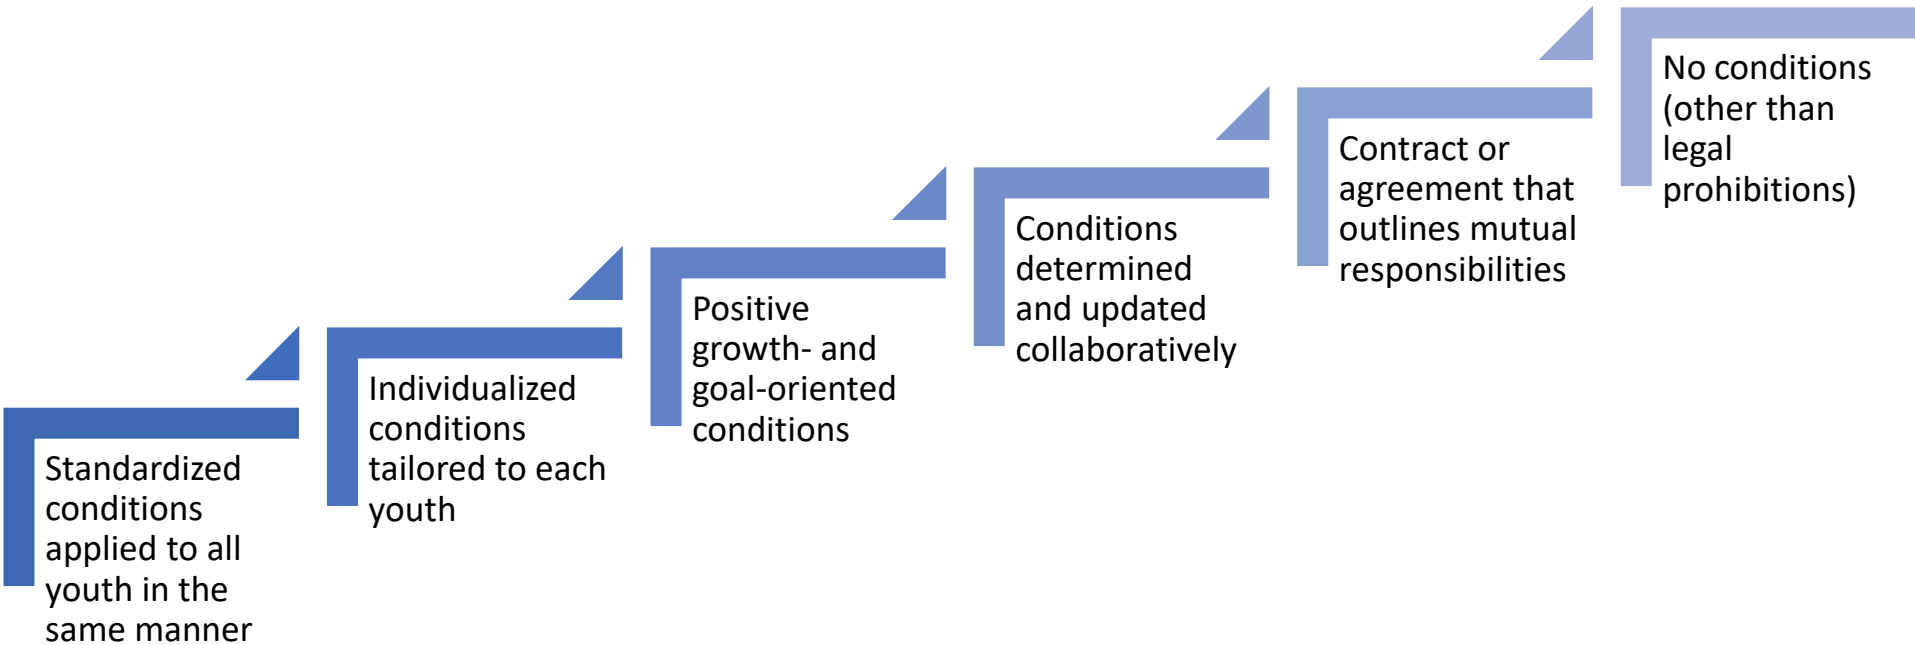 Standardized
conditions
applied to all
youth in the
same manner
Individualized
conditions
tailored to each
youth
Positive
growth- and
goal-oriented
conditions
Conditions
determined
and updated
collaboratively
Contract or
agreement that
outlines mutual
responsibilities
No conditions
(other than
legal
prohibitions)